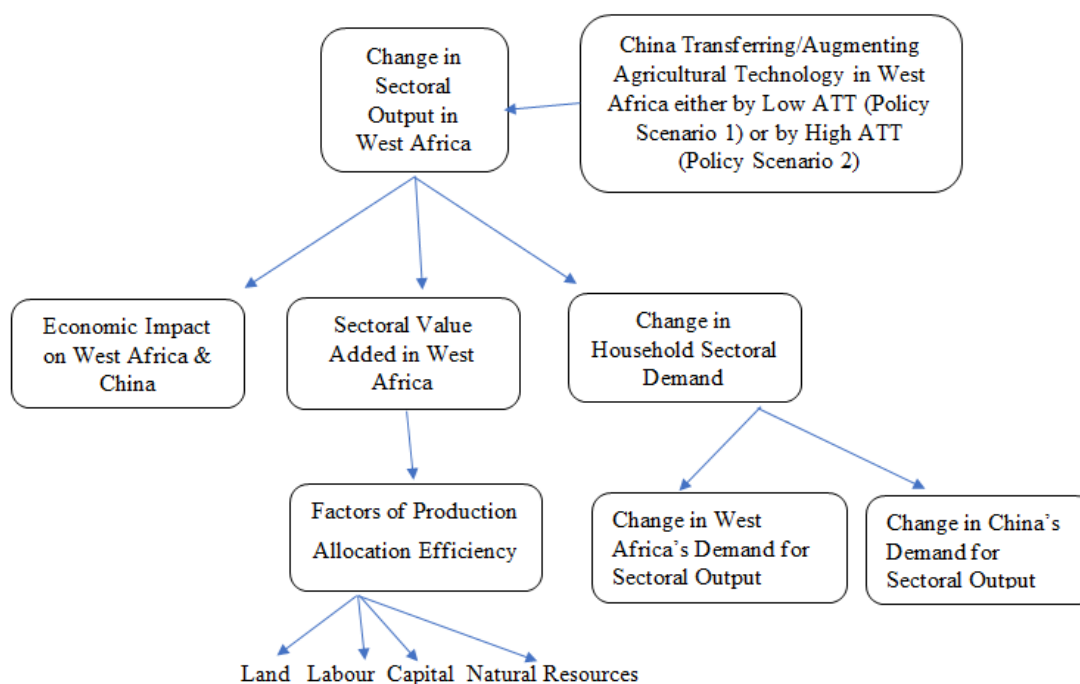 Change in
Sectoral
Output in
West Africa
China Transferring/Augmenting
Agricultural Technology in West
Africa either by Low ATT (Policy
Scenario 1) or by High ATT
(Policy Scenario 2)
Economic Impact
on West Africa &
China
Sectoral Value
Added in West
Africa
Change in
Household Sectoral
Demand
Factors of Production
Allocation Efficiency
Change in West
Africa’s Demand for
Sectoral Output
Change in China’s
Demand for
Sectoral Output
Land Labour Capital Natural Resources